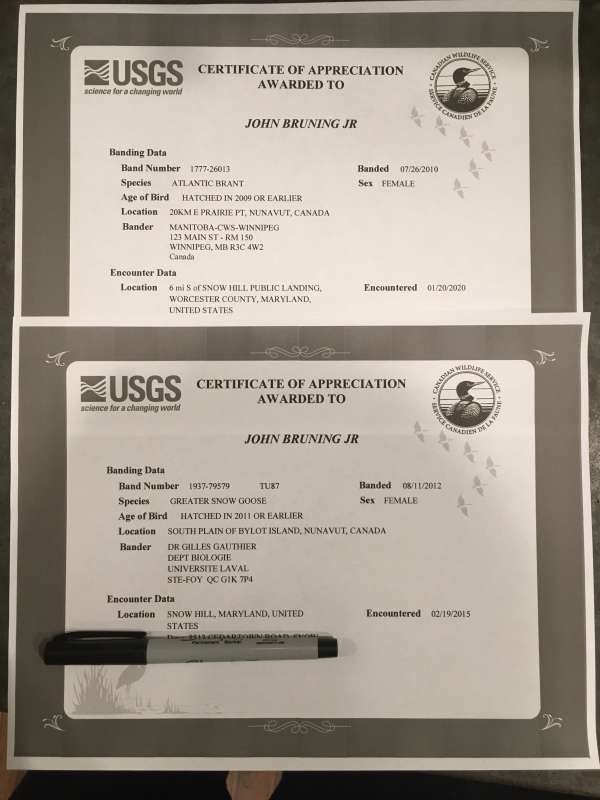 USGS
science for a changing world
CERTIFICATE OF APPRECIATION
AWARDED TO
CANADIAN WILDLIFE SERVICE
SERVICE CANADIEN DE LA FAUNE
JOHN BRUNING JR
Banding Data
Band Number 1777-26013 Banded 07/26/2010
Species ATLANTIC BRANT Sex FEMALE
Age of Bird HATCHED IN 2009 OR EARLIER
Location 20KM E PRAIRIE PT, NUNAVUT, CANADA
Bander MANITOBA-CWS-WINNIPEG
123 MAIN ST - RM 150
WINNIPEG, MB R3C 4W2
Canada
Encounter Data
Location 6 mi S of SNOW HILL PUBLIC LANDING, Encountered 01/20/2020
WORCESTER COUNTY, MARYLAND,
UNITED STATES
USGS
science for a changing world
CERTIFICATE OF APPRECIATION
AWARDED TO
CANADIAN WILDLIFE SERVICE
SERVICE CANADIEN DE LA FAUNE
JOHN BRUNING JR
Banding Data
Band Number 1937-79579 TU87 Banded 08/11/2012
Species GREATER SNOW GOOSE Sex FEMALE
Age of Bird HATCHED IN 2011 OR EARLIER
Location SOUTH PLAIN OF BYLOT ISLAND, NUNAVUT, CANADA
Bander DR GILLES GAUTHIER
DEPT BIOLOGIE
UNIVERSITE LAVAL
STE-FOY QC G1K 7P4
Encounter Data
Location SNOW HILL, MARYLAND, UNITED Encountered 02/19/2015
STATES
CEDARTOWN ROAD, SNOW
Permanent Marker